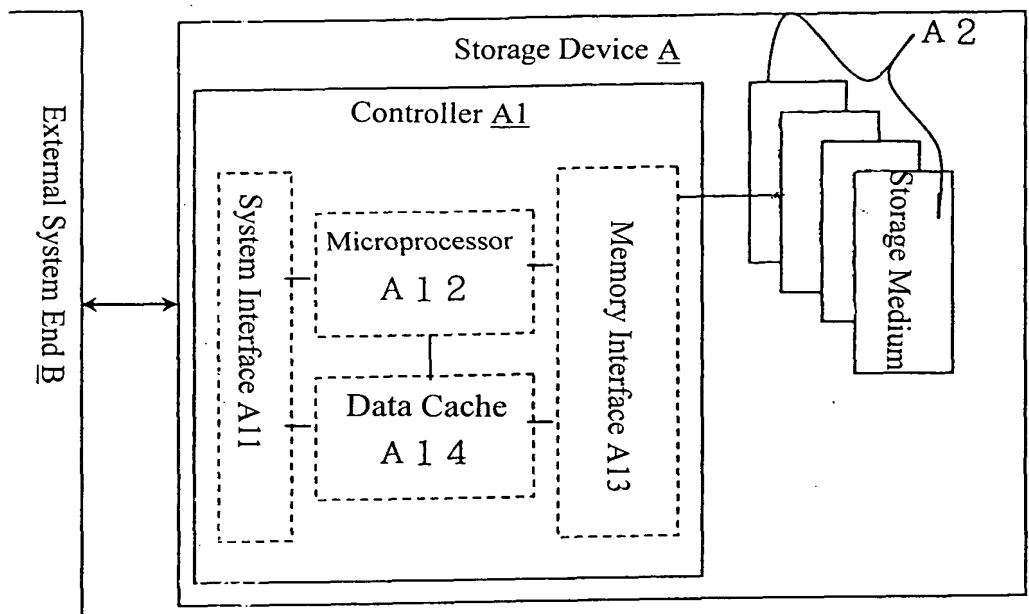 Storage Device A
A 2
Controller A1
External System End B
System Interface A11
Microprocessor
A 1 2
Data Cache
A 1 4
Memory Interface A13
Storage Medium